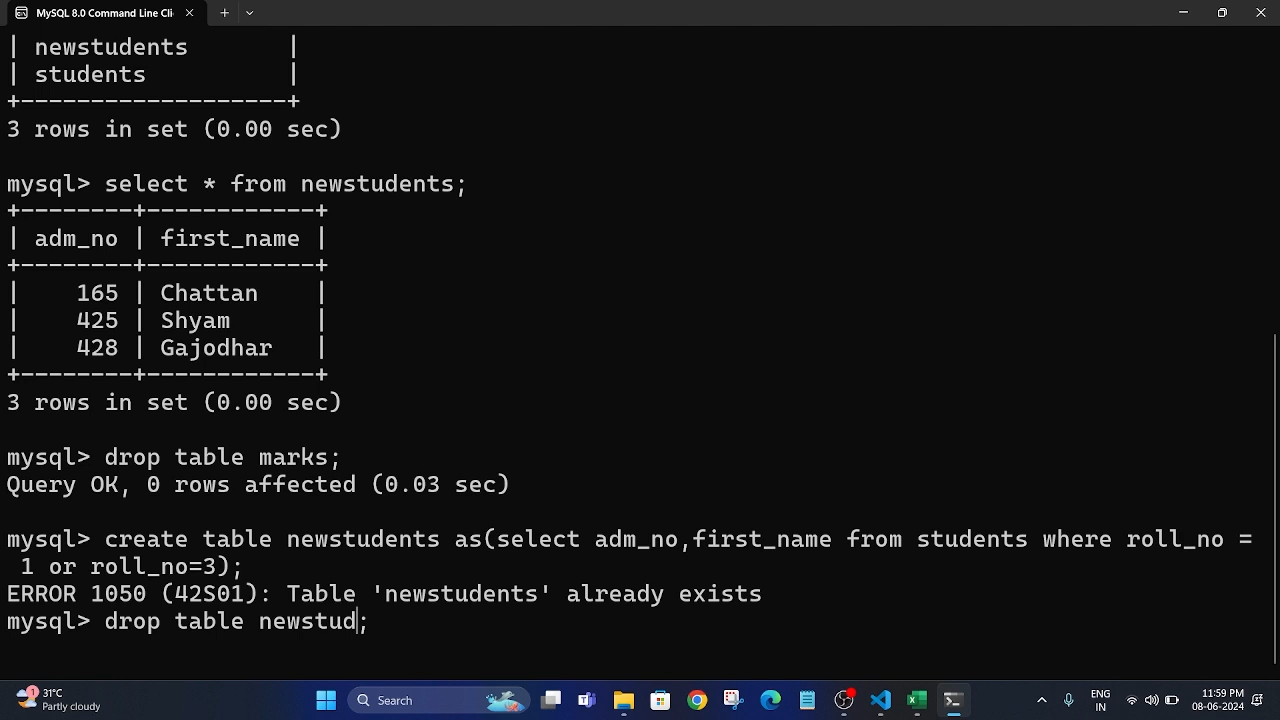 MySQL 8.0 Command Line Cli
| newstudents |
| students |
+-------------------+
3 rows in set (0.00 sec)
mysql> select * from newstudents;
+--------+------------+
| adm_no | first_name |
+--------+------------+
| 165 | Chattan |
| 425 | Shyam |
| 428 | Gajodhar |
+--------+------------+
3 rows in set (0.00 sec)
mysql> drop table marks;
Query OK, 0 rows affected (0.03 sec)
mysql> create table newstudents as(select adm_no,first_name from students where roll_no =
1 or roll_no=3);
ERROR 1050 (42S01): Table 'newstudents' already exists
mysql> drop table newstud;
1
31°C
Partly cloudy
Search
ENG
IN
11:59 PM
08-06-2024